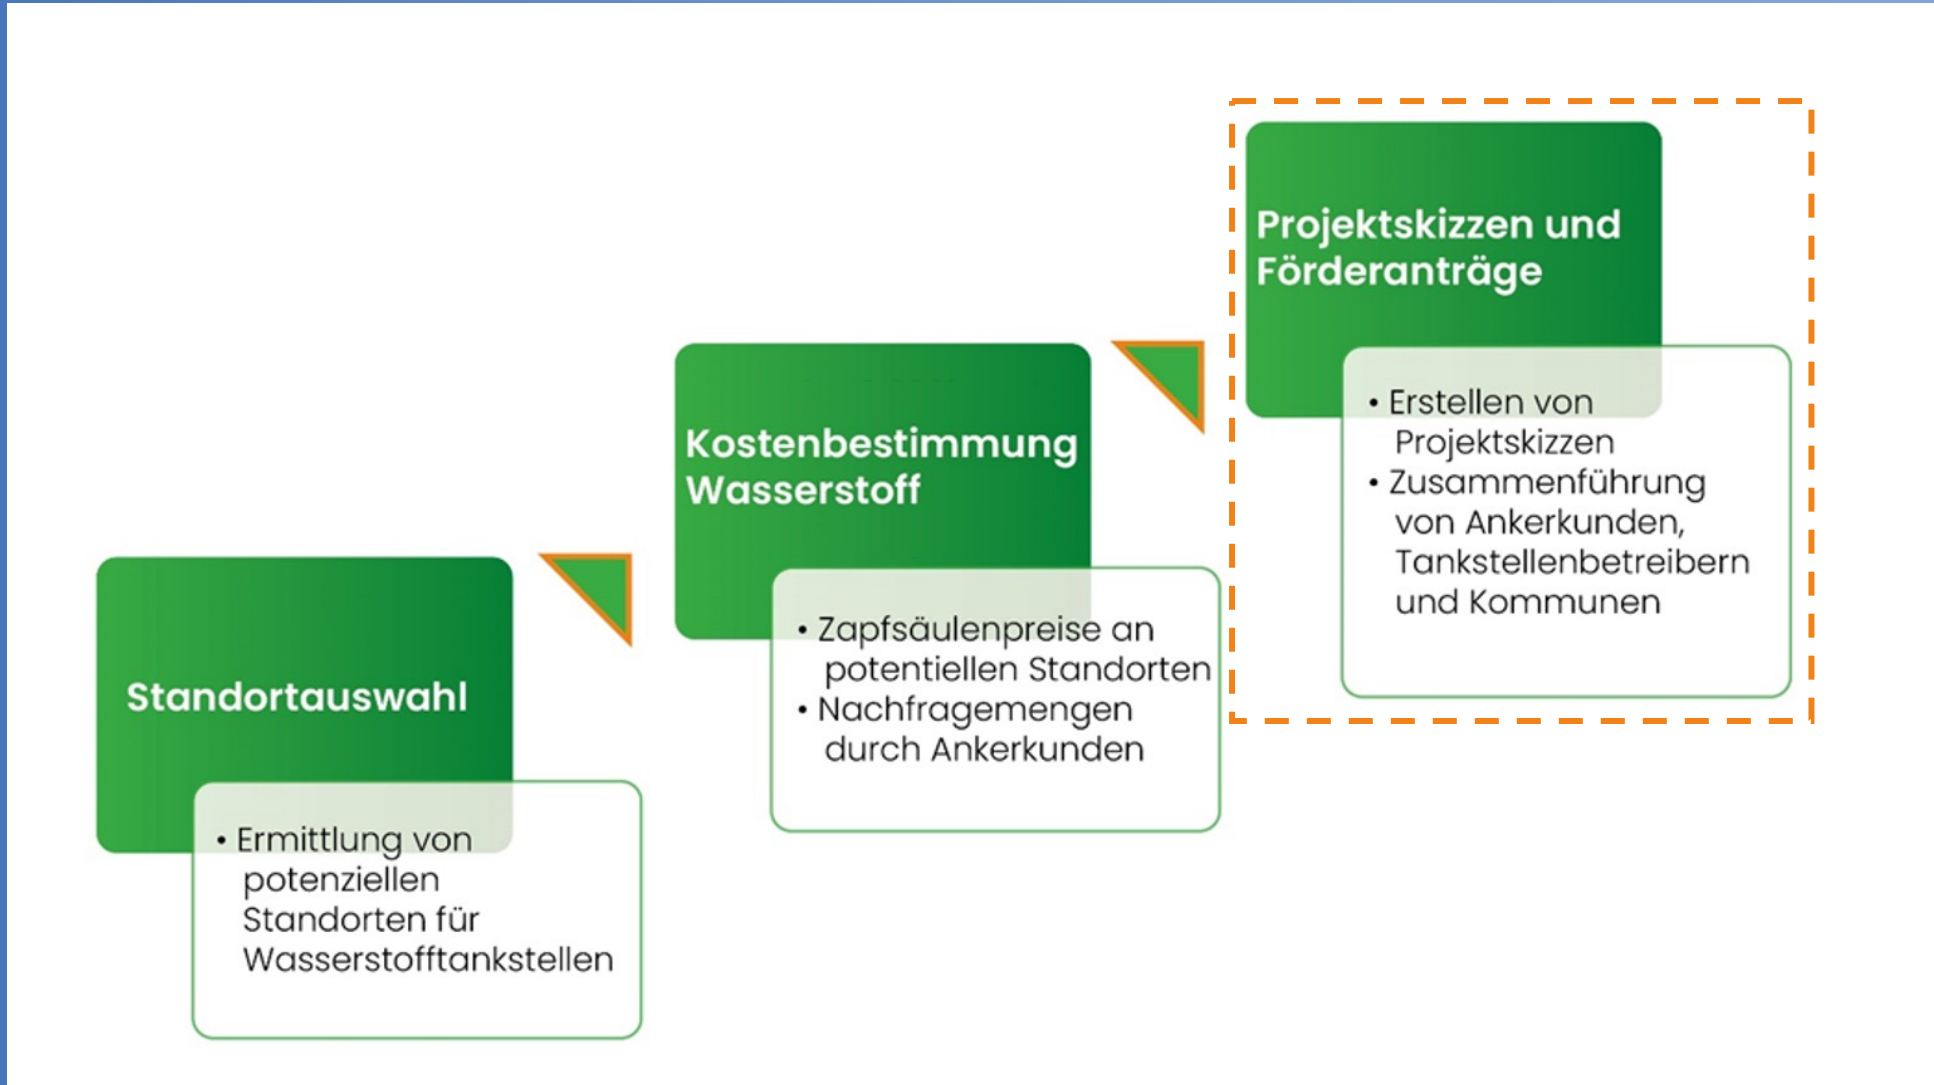 Standortauswahl
• Ermittlung von
potenziellen
Standorten für
Wasserstofftankstellen
Kostenbestimmung
Wasserstoff
• Zapfsäulenpreise an
potentiellen Standorten
• Nachfragemengen
durch Ankerkunden
Projektskizzen und
Förderanträge
• Erstellen von
Projektskizzen
• Zusammenführung
von Ankerkunden,
Tankstellenbetreibern
und Kommunen